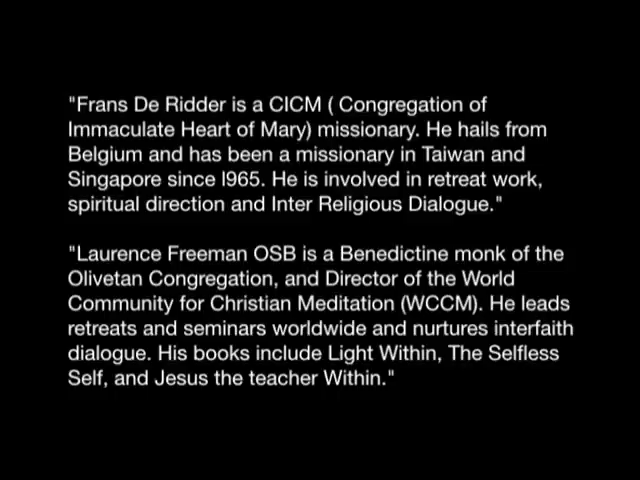 "Frans De Ridder is a CICM ( Congregation of
Immaculate Heart of Mary) missionary. He hails from
Belgium and has been a missionary in Taiwan and
Singapore since I965. He is involved in retreat work,
spiritual direction and Inter Religious Dialogue."
"Laurence Freeman OSB is a Benedictine monk of the
Olivetan Congregation, and Director of the World
Community for Christian Meditation (WCCM). He leads
retreats and seminars worldwide and nurtures interfaith
dialogue. His books include Light Within, The Selfless
Self, and Jesus the teacher Within."